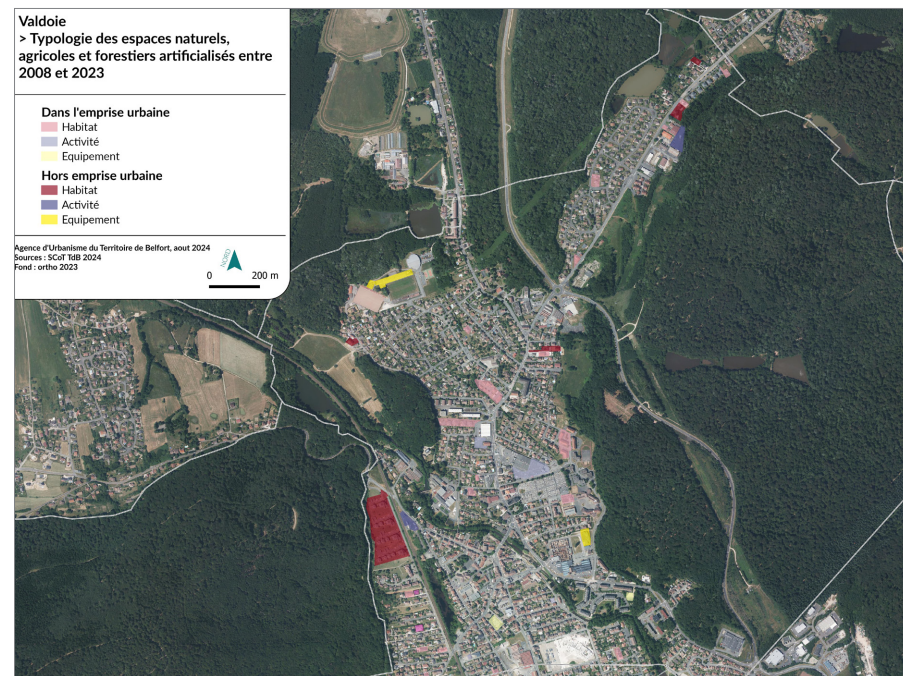 Valdoie
> Typologie des espaces naturels,
agricoles et forestiers artificialisés entre
2008 et 2023
Dans l'emprise urbaine
Habitat
Activité
Equipement
Hors emprise urbaine
Habitat
Activité
Equipement
Agence d'Urbanisme du Territoire de Belfort, aout 2024
Sources : SCoT TdB 2024
Fond : ortho 2023
NORD
0 200 m